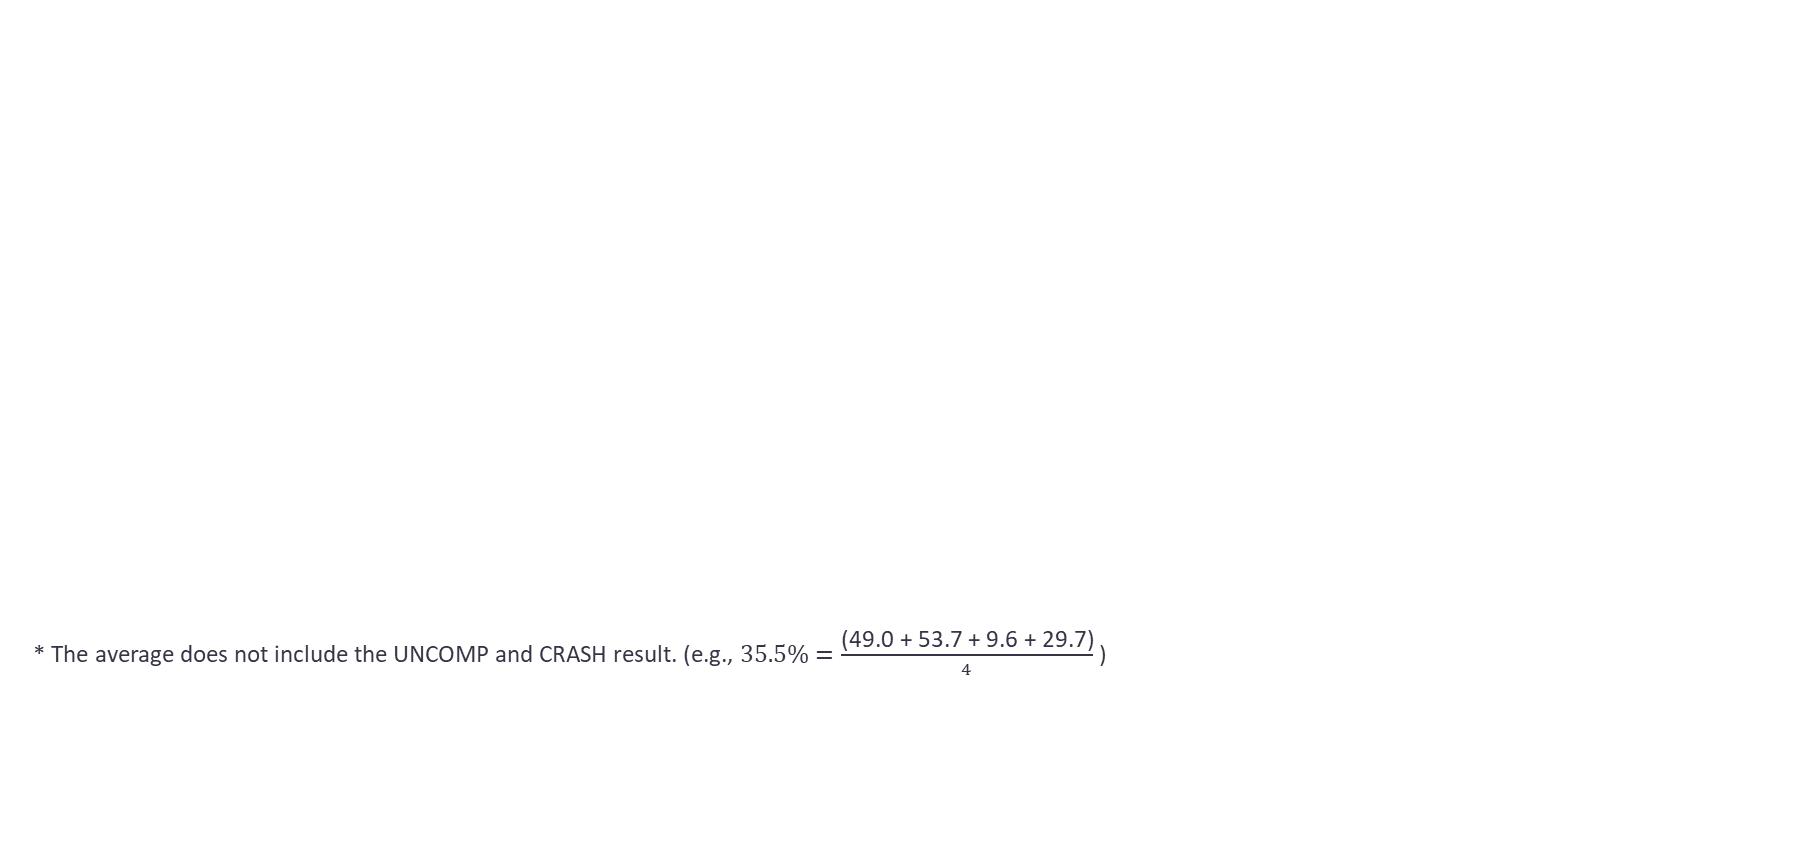 * The average does not include the UNCOMP and CRASH result. (e.g., 35.5% = (49.0 + 53.7 + 9.6 + 29.7) / 4 )